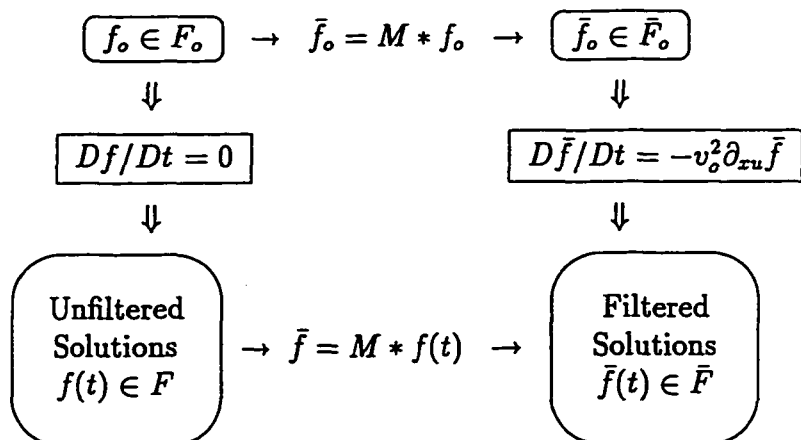 f_o ∈ F_o → f̄_o = M * f_o → f̄_o ∈ F̄_o
⇓ ⇓
Df/Dt = 0 Df̄/Dt = −v_o^2 ∂_{xu} f̄
⇓ ⇓
Unfiltered Filtered
Solutions → f̄ = M * f(t) → Solutions
f(t) ∈ F f̄(t) ∈ F̄